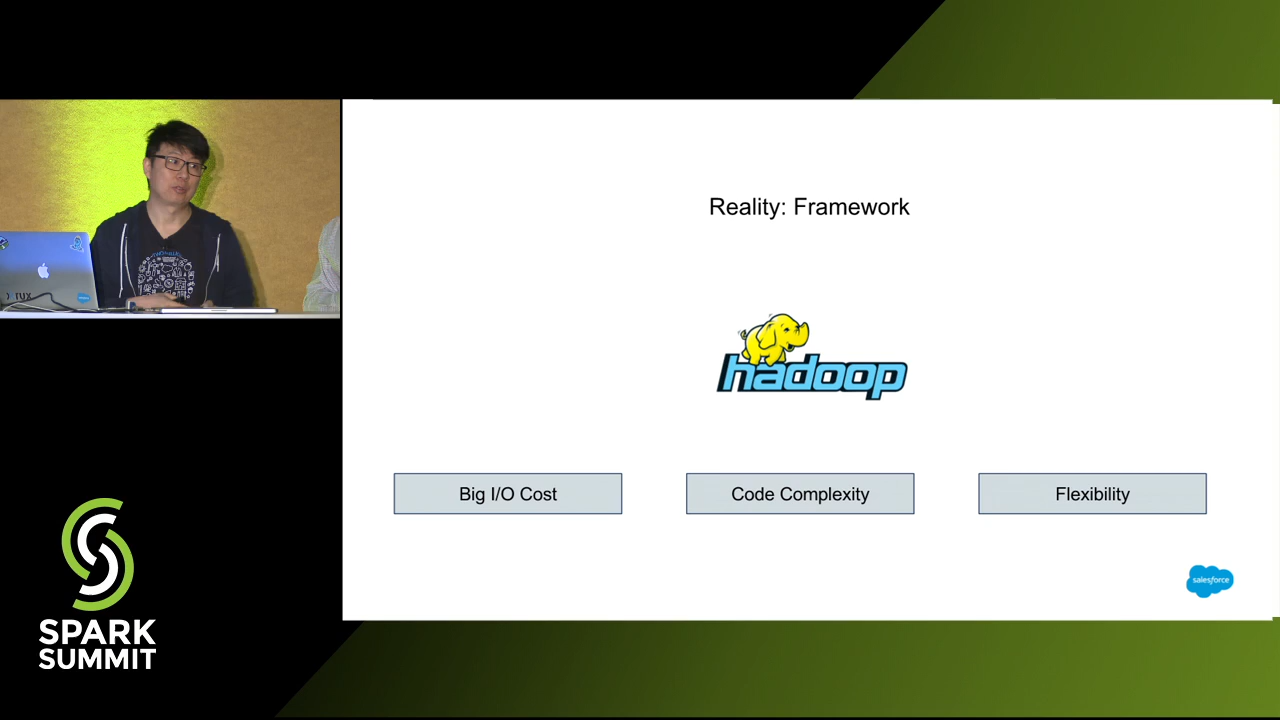 Reality: Framework
hadoop
Big I/O Cost
Code Complexity
Flexibility
salesforce
SPARK
SUMMIT